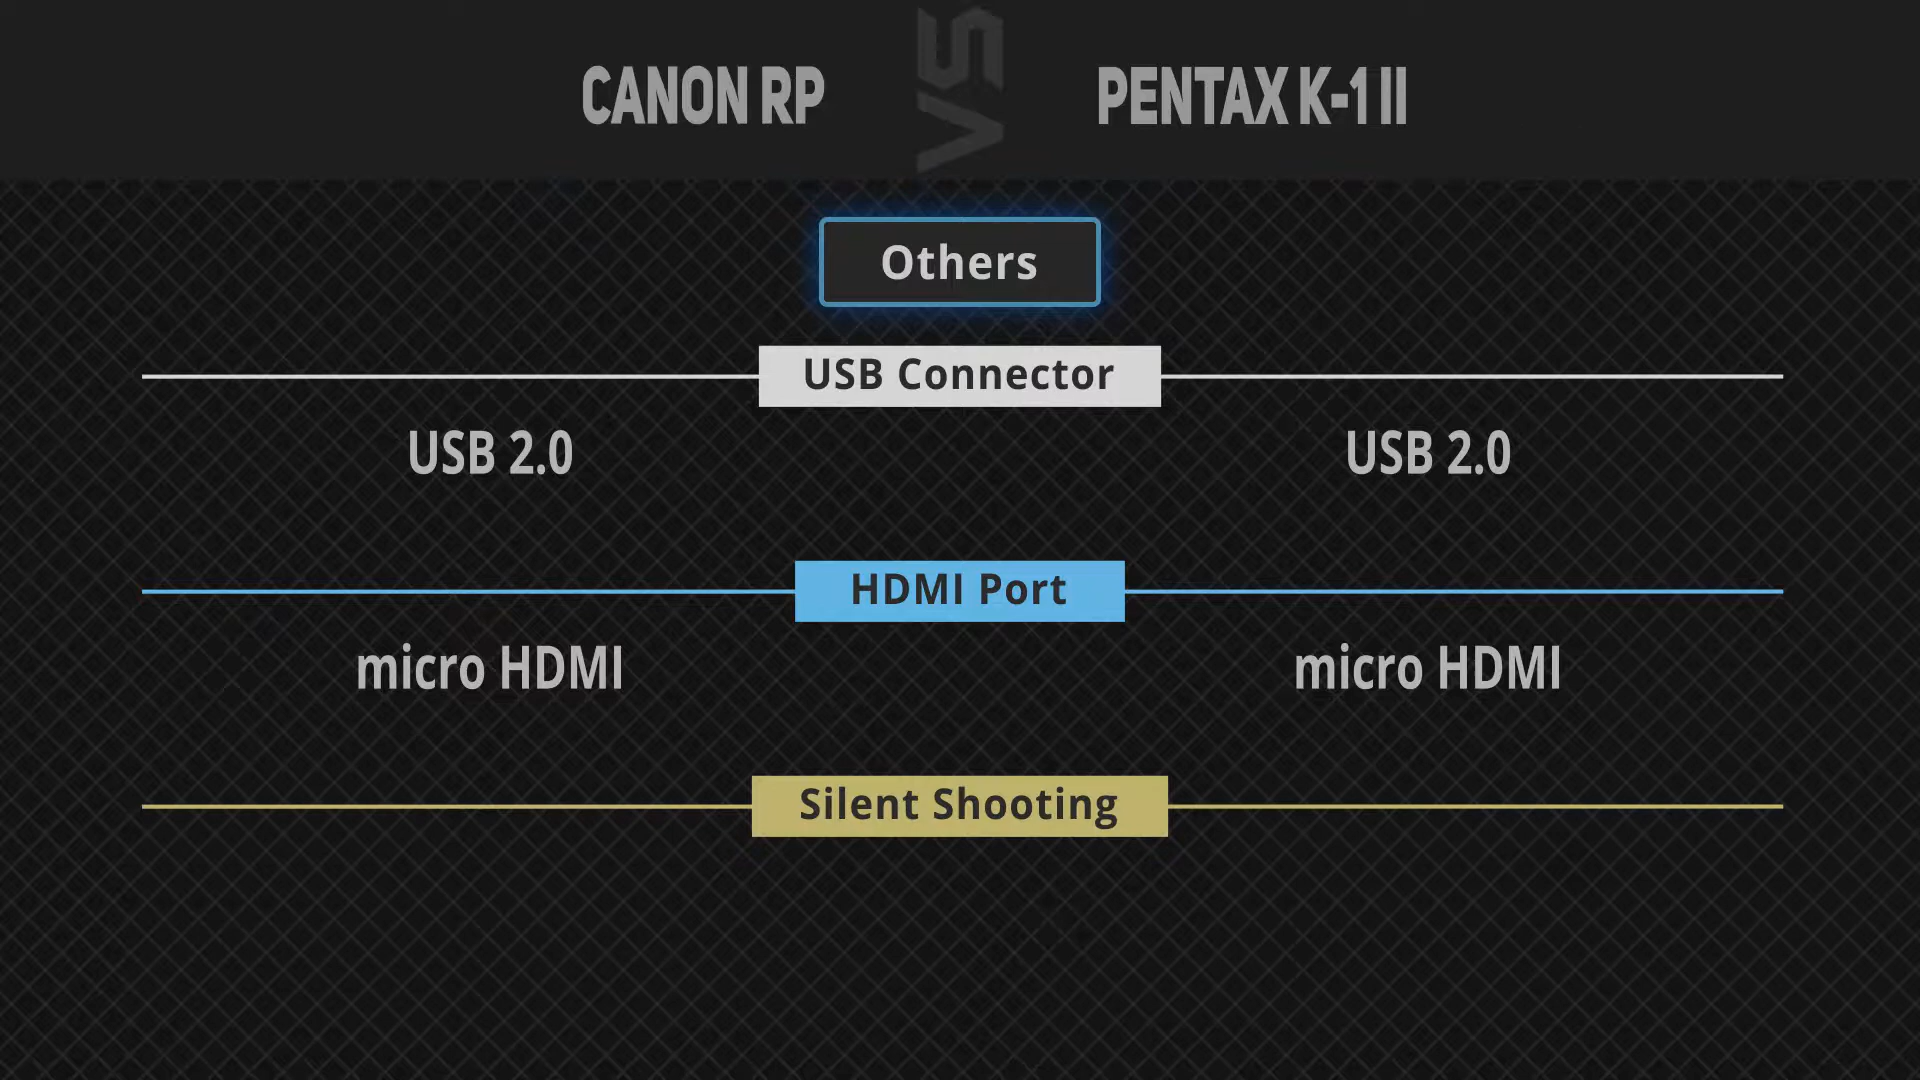 CANON RP VS PENTAX K-1 II
Others
USB Connector
USB 2.0 USB 2.0
HDMI Port
micro HDMI micro HDMI
Silent Shooting